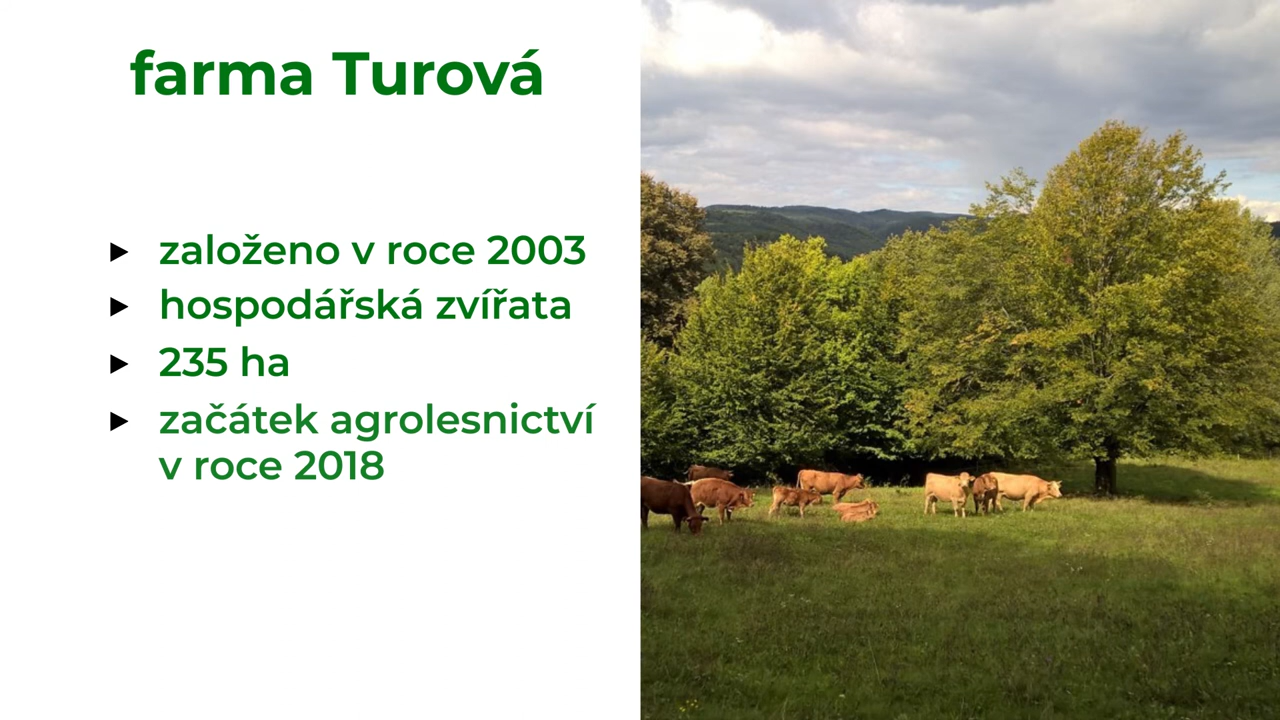 farma Turová
► založeno v roce 2003
► hospodářská zvířata
► 235 ha
► začátek agrolesnictví
v roce 2018